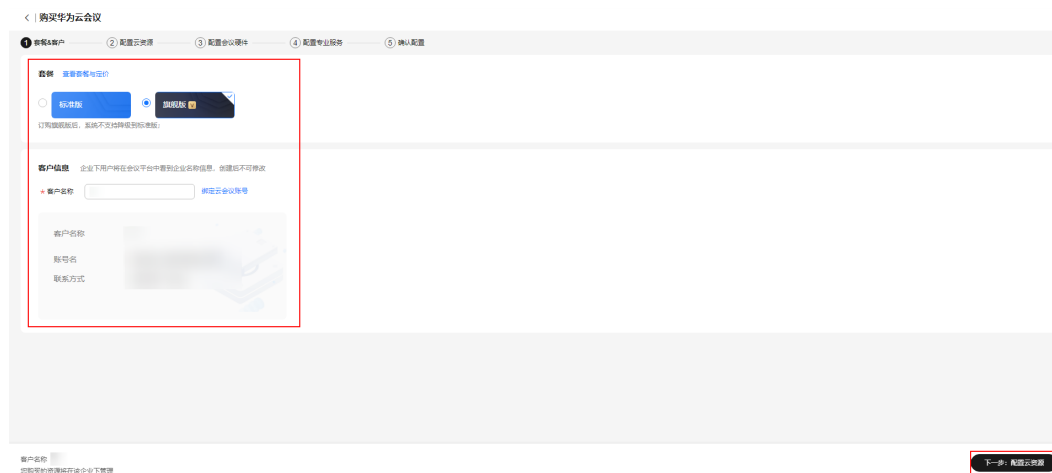 < | 购买华为云会议
1 套餐&客户 2 配置云资源 3 配置会议硬件 4 配置专业服务 5 确认配置
套餐 查看套餐与定价
标准版 旗舰版
订购旗舰版后，系统不支持降级到标准版；
客户信息 企业下用户将在会议平台中看到企业名称信息，创建后不可修改
* 客户名称 绑定云会议账号
客户名称
账号名
联系方式
客户名称
您购买的资源将在该企业下管理
下一步：配置云资源